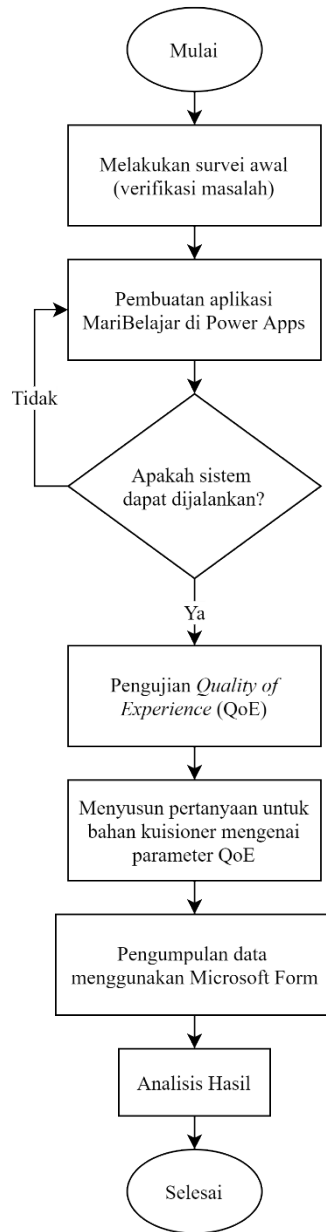 Mulai
Melakukan survei awal
(verifikasi masalah)
Pembuatan aplikasi
MariBelajar di Power Apps
Tidak
Apakah sistem
dapat dijalankan?
Ya
Pengujian Quality of
Experience (QoE)
Menyusun pertanyaan untuk
bahan kuisioner mengenai
parameter QoE
Pengumpulan data
menggunakan Microsoft Form
Analisis Hasil
Selesai